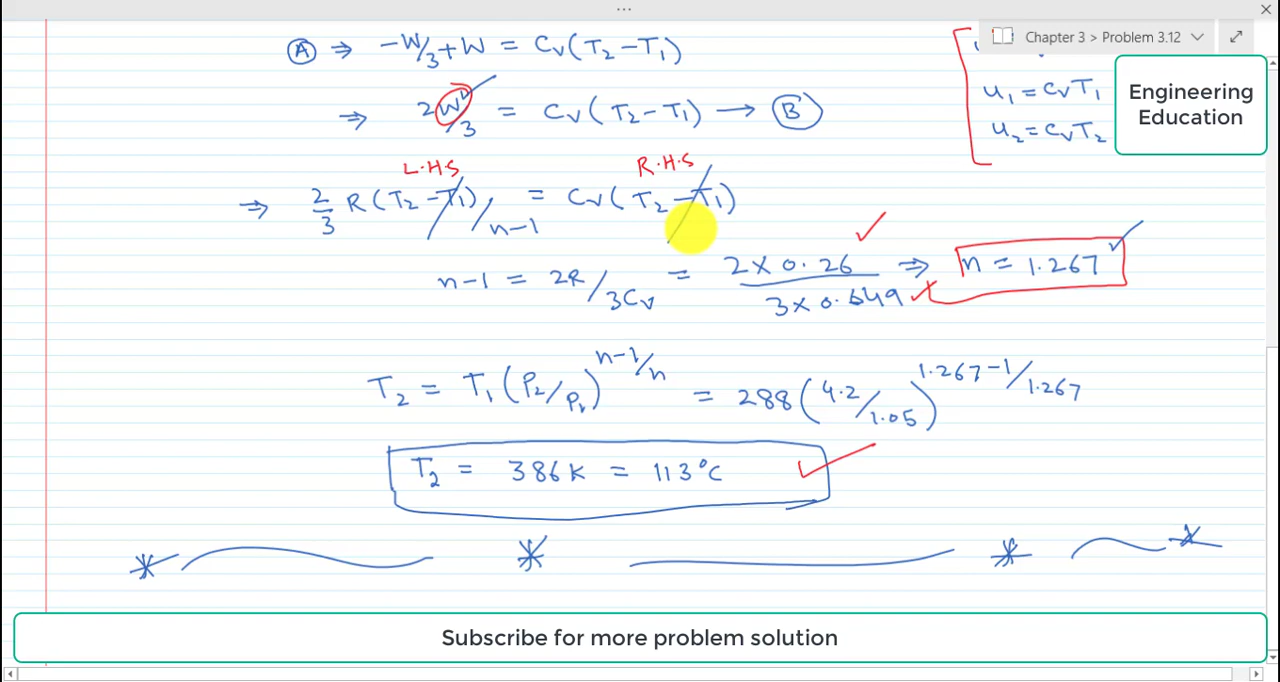 ...
Chapter 3 > Problem 3.12
Engineering
Education
Ⓐ ⇒ -W/3 + W = Cv(T2-T1)
u1 = CvT1
⇒ 2W/3 = Cv(T2-T1) → Ⓑ
u2 = CvT2
L.H.S R.H.S
⇒ 2/3 R(T2-T1)/n-1 = Cv(T2-T1)
n-1 = 2R/3Cv = 2×0.26/3×0.649 ⇒ n = 1.267
T2 = T1(P2/P1)^n-1/n = 288(4.2/1.05)^1.267-1/1.267
T2 = 386K = 113°C
Subscribe for more problem solution